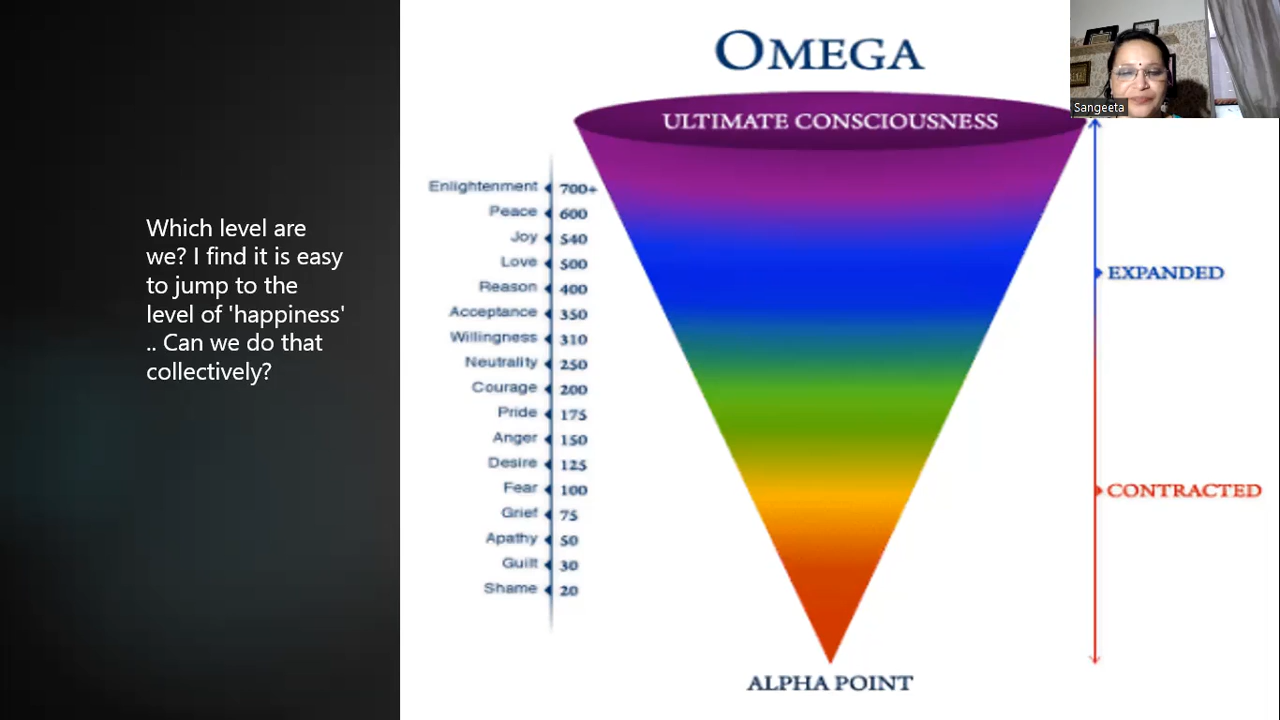 Which level are
we? I find it is easy
to jump to the
level of 'happiness'
.. Can we do that
collectively?
OMEGA
ULTIMATE CONSCIOUSNESS
Sangeeta
Enlightenment 700+
Peace 600
Joy 540
Love 500
Reason 400
Acceptance 350
Willingness 310
Neutrality 250
Courage 200
Pride 175
Anger 150
Desire 125
Fear 100
Grief 75
Apathy 50
Guilt 30
Shame 20
EXPANDED
CONTRACTED
ALPHA POINT